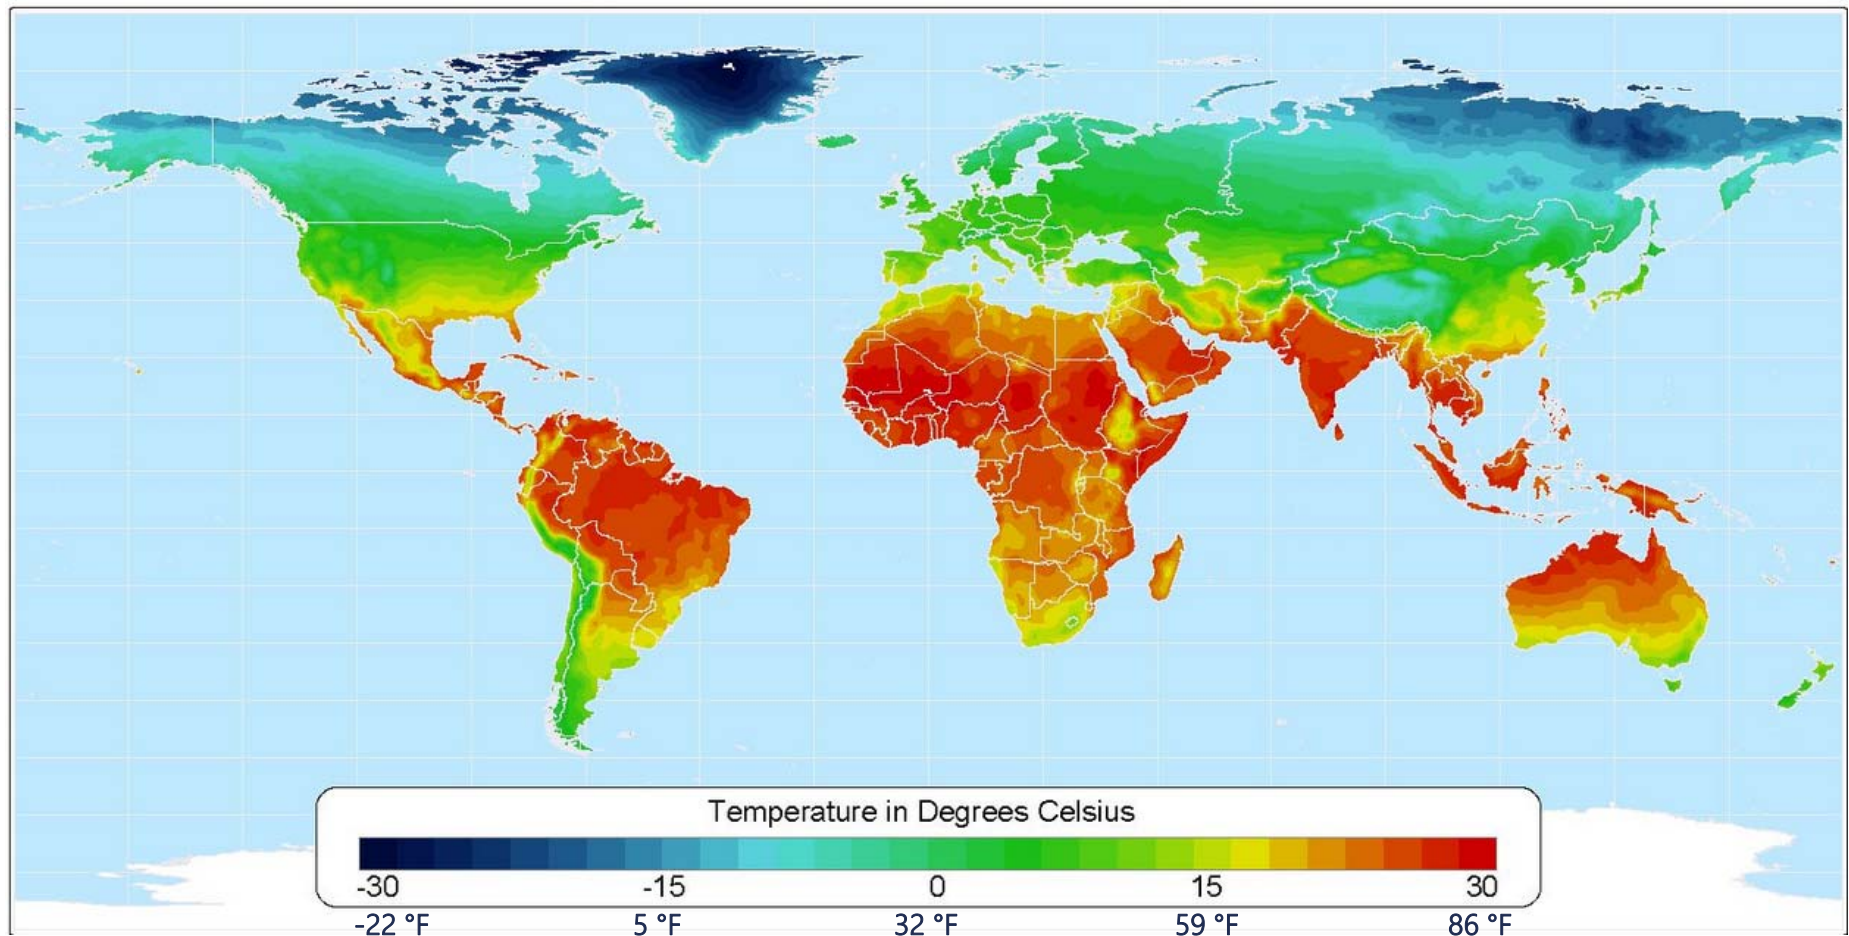 Temperature in Degrees Celsius
-30 -15 0 15 30
-22 °F 5 °F 32 °F 59 °F 86 °F